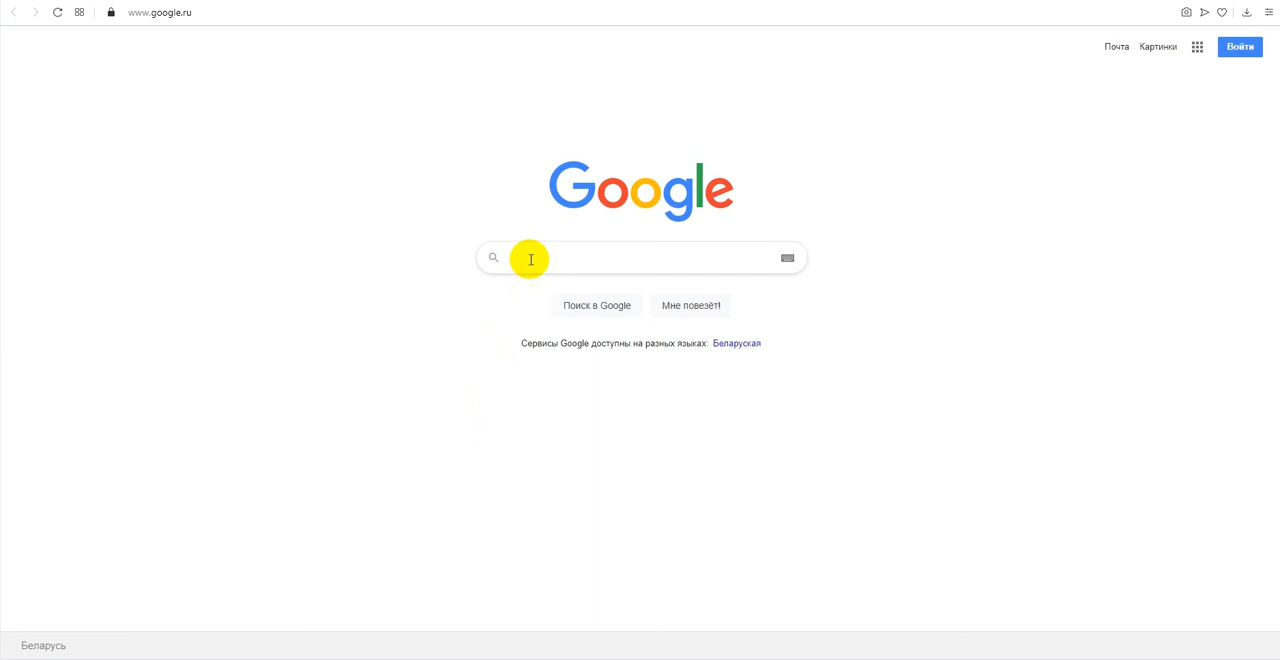 www.google.ru
Почта Картинки Войти
Google
Поиск в Google Мне повезёт!
Сервисы Google доступны на разных языках: Беларуская
Беларусь